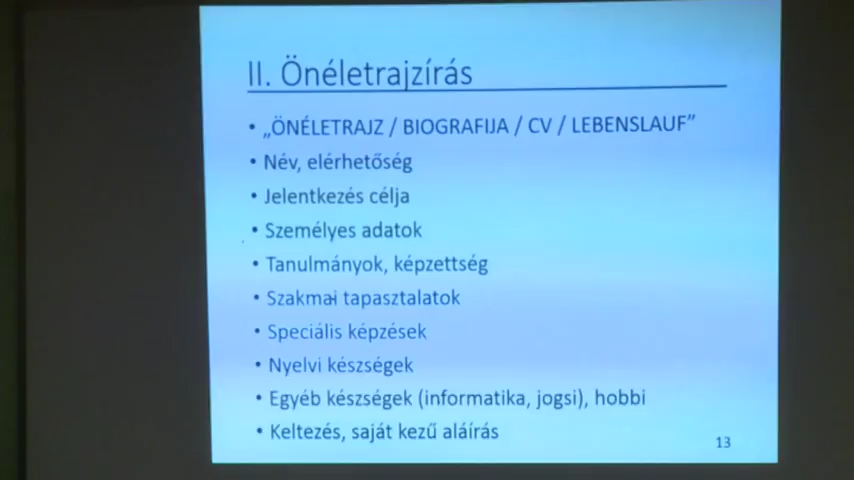 II. Önéletrajzírás
• „ÖNÉLETRAJZ / BIOGRAFIJA / CV / LEBENSLAUF”
• Név, elérhetőség
• Jelentkezés célja
• Személyes adatok
• Tanulmányok, képzettség
• Szakmai tapasztalatok
• Speciális képzések
• Nyelvi készségek
• Egyéb készségek (informatika, jogsi), hobbi
• Keltezés, saját kezű aláírás
13